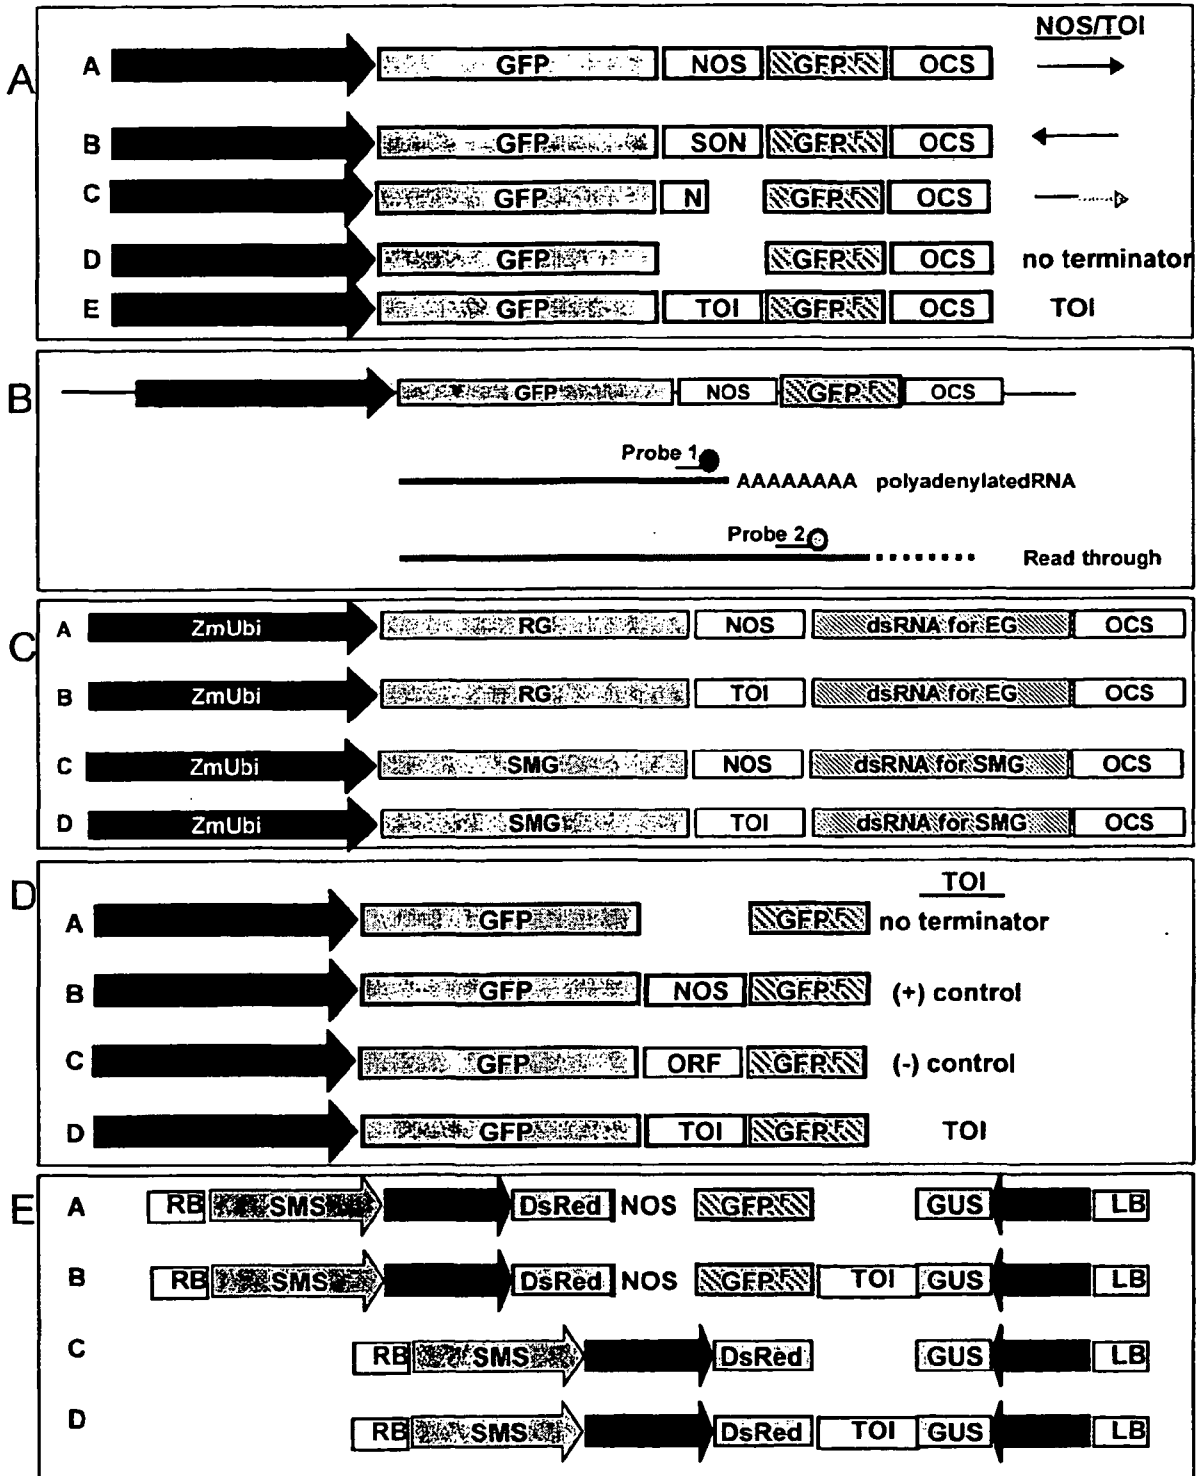 NOS/TOI
A
A GFP NOS GFP F OCS
B GFP SON GFP F OCS
C GFP N GFP F OCS
D GFP GFP F OCS no terminator
E GFP TOI GFP F OCS TOI
B
GFP NOS GFP F OCS
Probe 1
AAAAAAAA polyadenylatedRNA
Probe 2
Read through
C
A ZmUbi RG NOS dsRNA for EG OCS
B ZmUbi RG TOI dsRNA for EG OCS
C ZmUbi SMG NOS dsRNA for SMG OCS
D ZmUbi SMG TOI dsRNA for SMG OCS
D
TOI
A GFP GFP F no terminator
B GFP NOS GFP F (+) control
C GFP ORF GFP F (-) control
D GFP TOI GFP F TOI
E
A RB SMS DsRed NOS GFP F GUS LB
B RB SMS DsRed NOS GFP F TOI GUS LB
C RB SMS DsRed GUS LB
D RB SMS DsRed TOI GUS LB